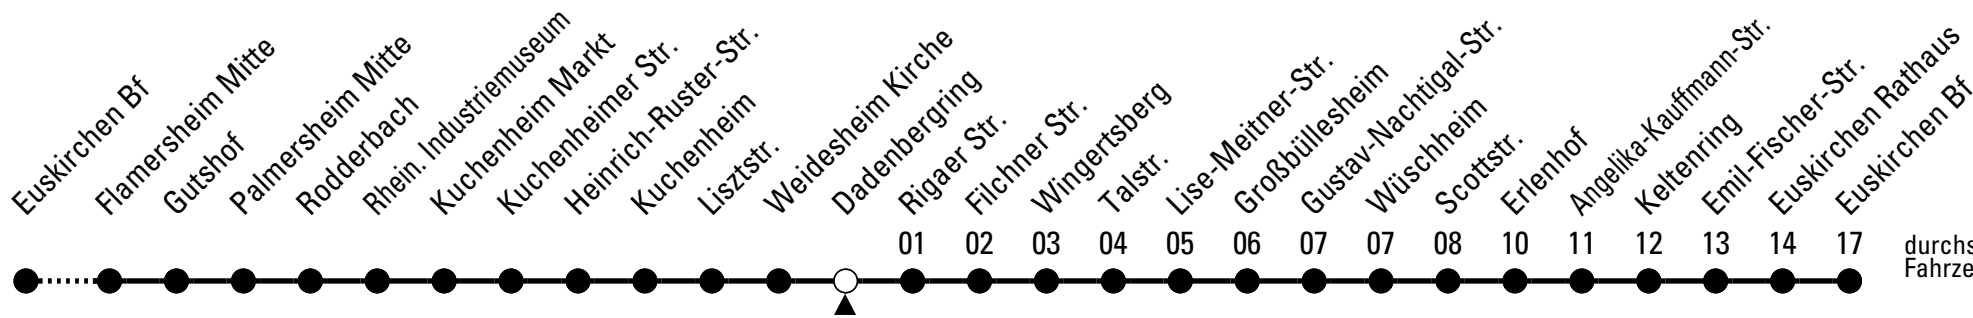 Euskirchen Bf
Flamersheim Mitte
Gutshof
Palmersheim Mitte
Rodderbach
Rhein. Industriemuseum
Kuchenheim Markt
Kuchenheimer Str.
Heinrich-Ruster-Str.
Kuchenheim
Lisztstr.
Weidesheim Kirche
Dadenbergring
Rigaer Str.
Filchner Str.
Wingertsberg
Talstr.
Lise-Meitner-Str.
Großbüllesheim
Gustav-Nachtigal-Str.
Wüschheim
Scottstr.
Erlenhof
Angelika-Kauffmann-Str.
Keltenring
Emil-Fischer-Str.
Euskirchen Rathaus
Euskirchen Bf
01 02 03 04 05 06 07 07 08 10 11 12 13 14 17
durchs
Fahrze